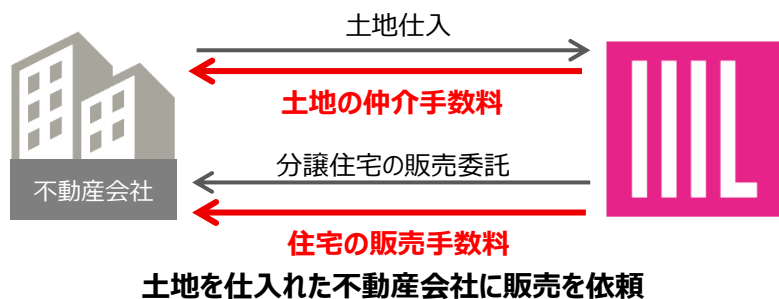 土地仕入
土地の仲介手数料
分譲住宅の販売委託
不動産会社
住宅の販売手数料
土地を仕入れた不動産会社に販売を依頼